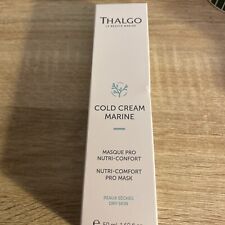 THALGO
LA BEAUTÉ MARINE
COLD CREAM
MARINE
MASQUE PRO
NUTRI-CONFORT
NUTRI-COMFORT
PRO MASK
PEAUX SÈCHES
DRY SKIN